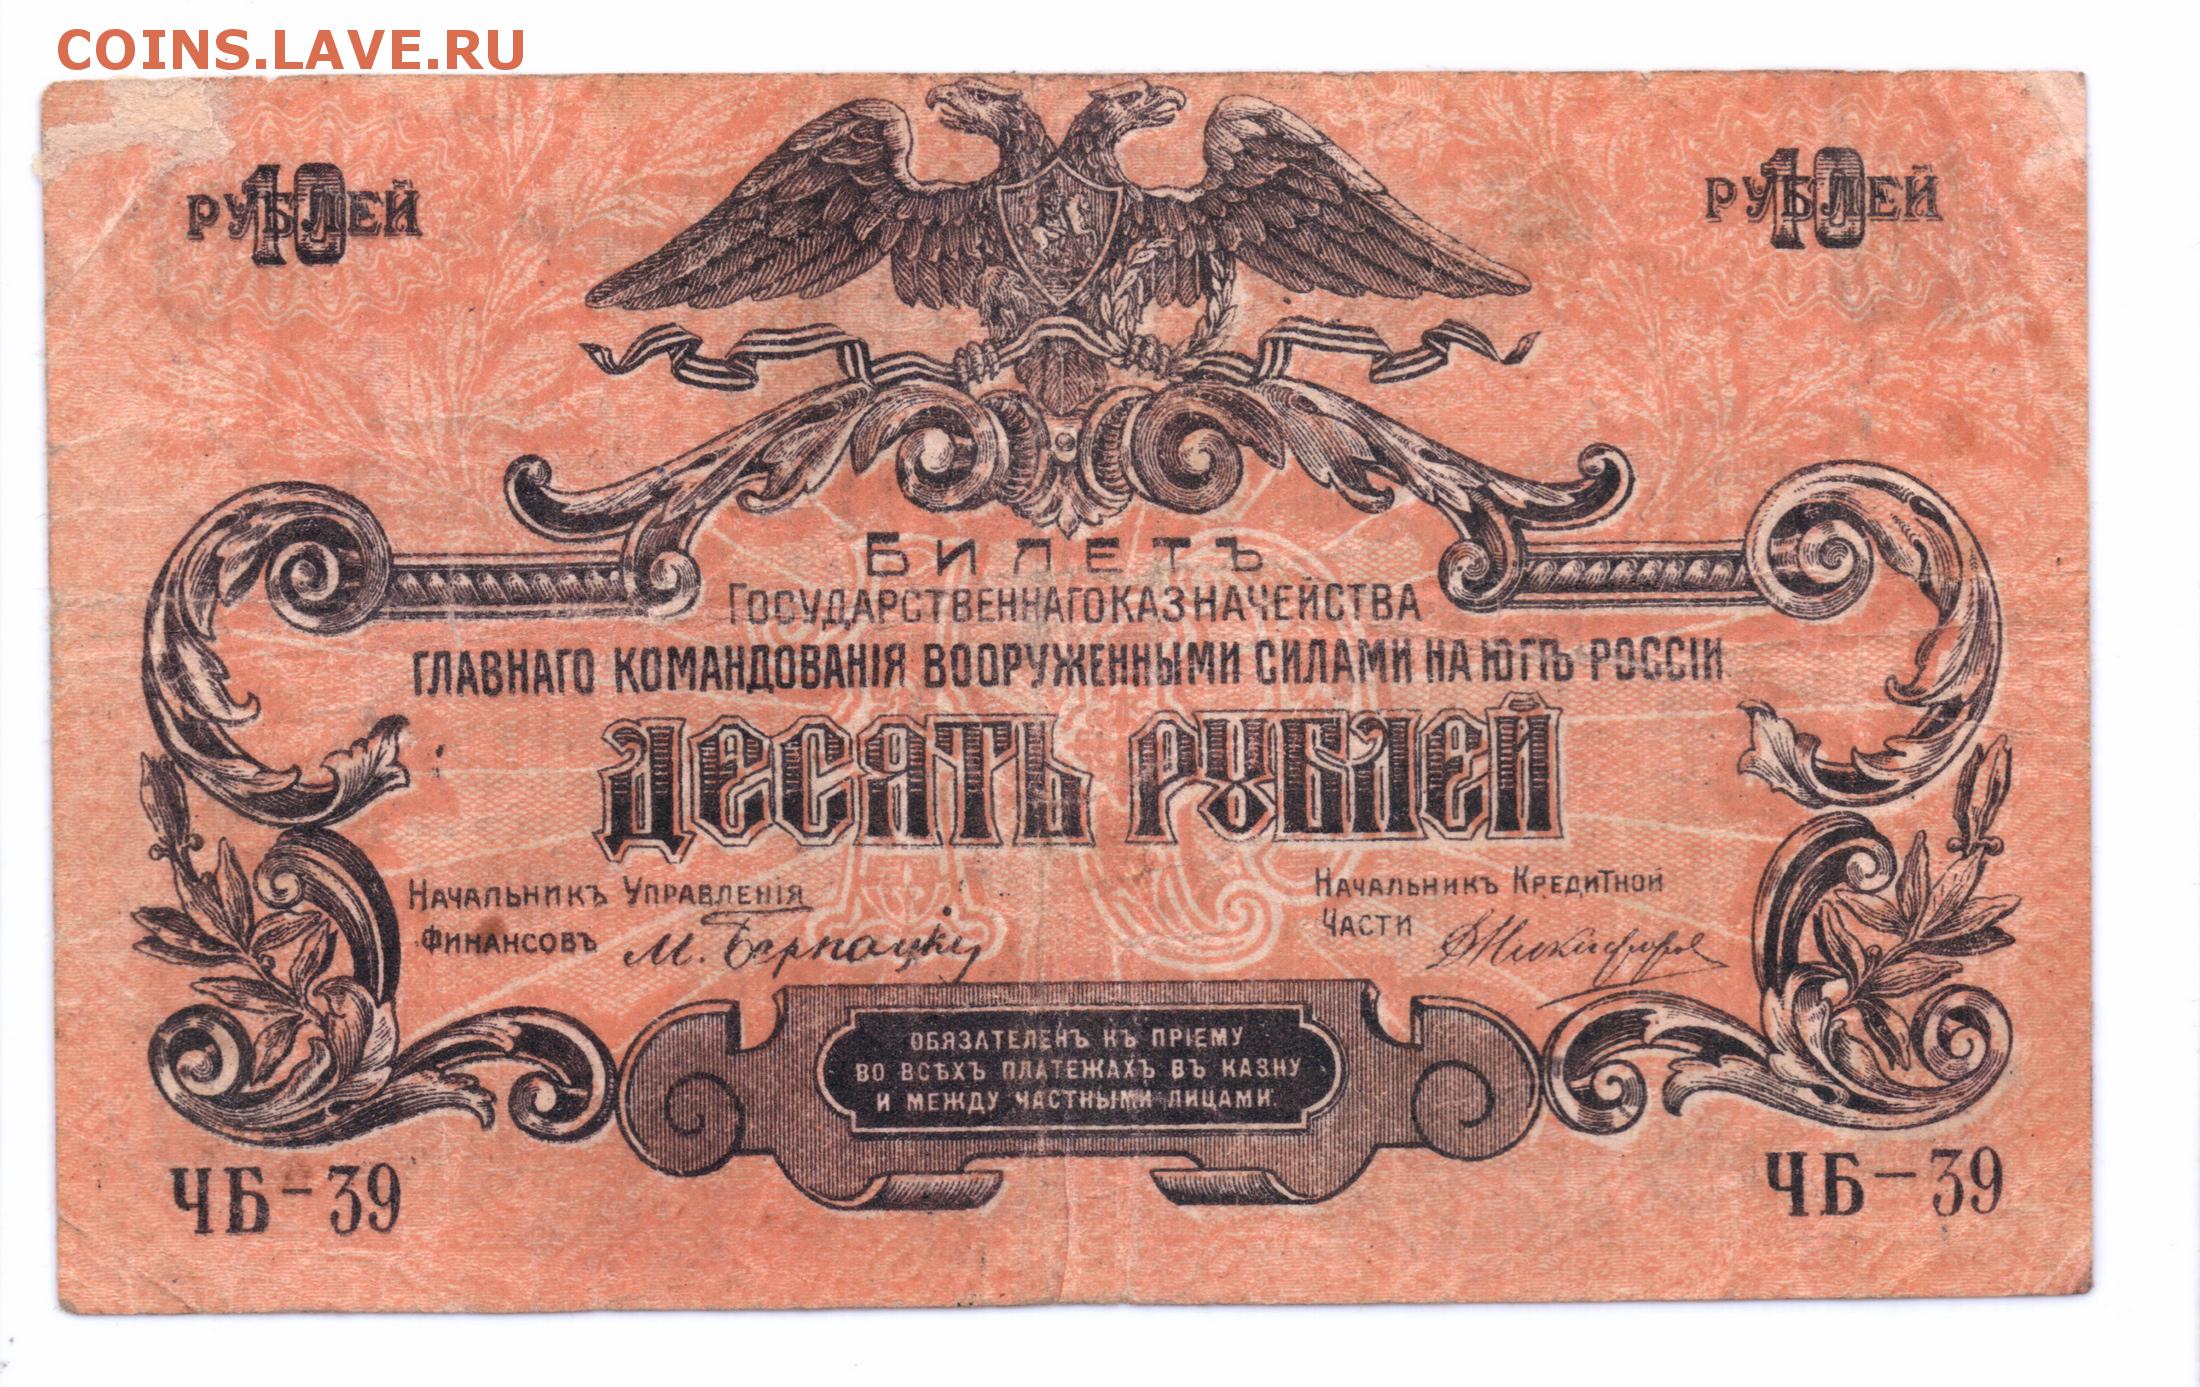 COINS.LAVE.RU
10 РУБЛЕЙ
10 РУБЛЕЙ
БИЛЕТЪ
ГОСУДАРСТВЕННАГО КАЗНАЧЕЙСТВА
ГЛАВНАГО КОМАНДОВАНІЯ ВООРУЖЕННЫМИ СИЛАМИ НА ЮГѢ РОССІИ
10
ДЕСЯТЬ РУБЛЕЙ
НАЧАЛЬНИКЪ УПРАВЛЕНІЯ
ФИНАНСОВЪ М. Бернацкій
НАЧАЛЬНИКЪ КРЕДИТНОЙ
ЧАСТИ
ОБЯЗАТЕЛЕНЪ КЪ ПРІЕМУ
ВО ВСѢХЪ ПЛАТЕЖАХЪ ВЪ КАЗНУ
И МЕЖДУ ЧАСТНЫМИ ЛИЦАМИ.
ЧБ-39
ЧБ-39